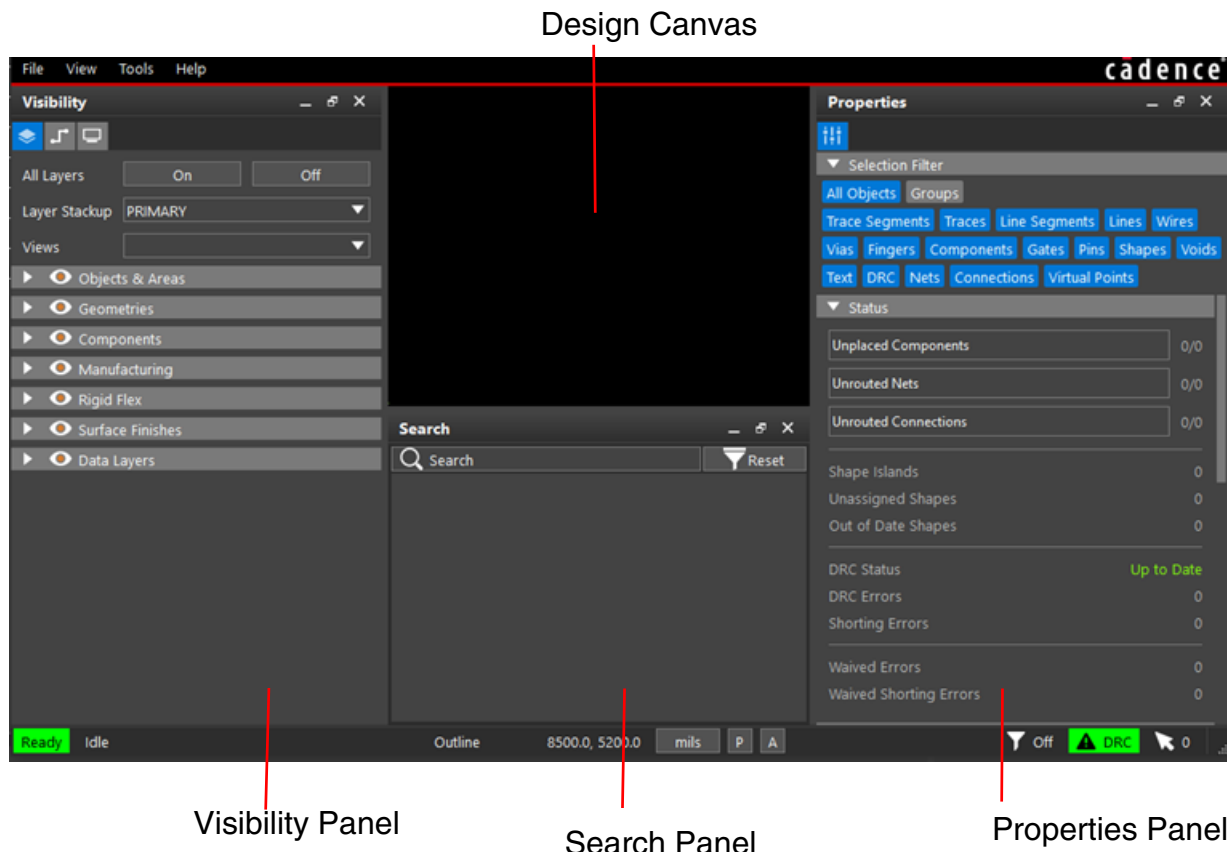 Design Canvas
File View Tools Help
cādence®
Visibility
All Layers On Off
Layer Stackup PRIMARY
Views
Objects & Areas
Geometries
Components
Manufacturing
Rigid Flex
Surface Finishes
Data Layers
Search
Search Reset
Properties
Selection Filter
All Objects Groups
Trace Segments Traces Line Segments Lines Wires
Vias Fingers Components Gates Pins Shapes Voids
Text DRC Nets Connections Virtual Points
Status
Unplaced Components 0/0
Unrouted Nets 0/0
Unrouted Connections 0/0
Shape Islands 0
Unassigned Shapes 0
Out of Date Shapes 0
DRC Status Up to Date
DRC Errors 0
Shorting Errors 0
Waived Errors 0
Waived Shorting Errors 0
Ready Idle Outline 8500.0, 5200.0 mils P A Off DRC 0
Visibility Panel
Search Panel
Properties Panel